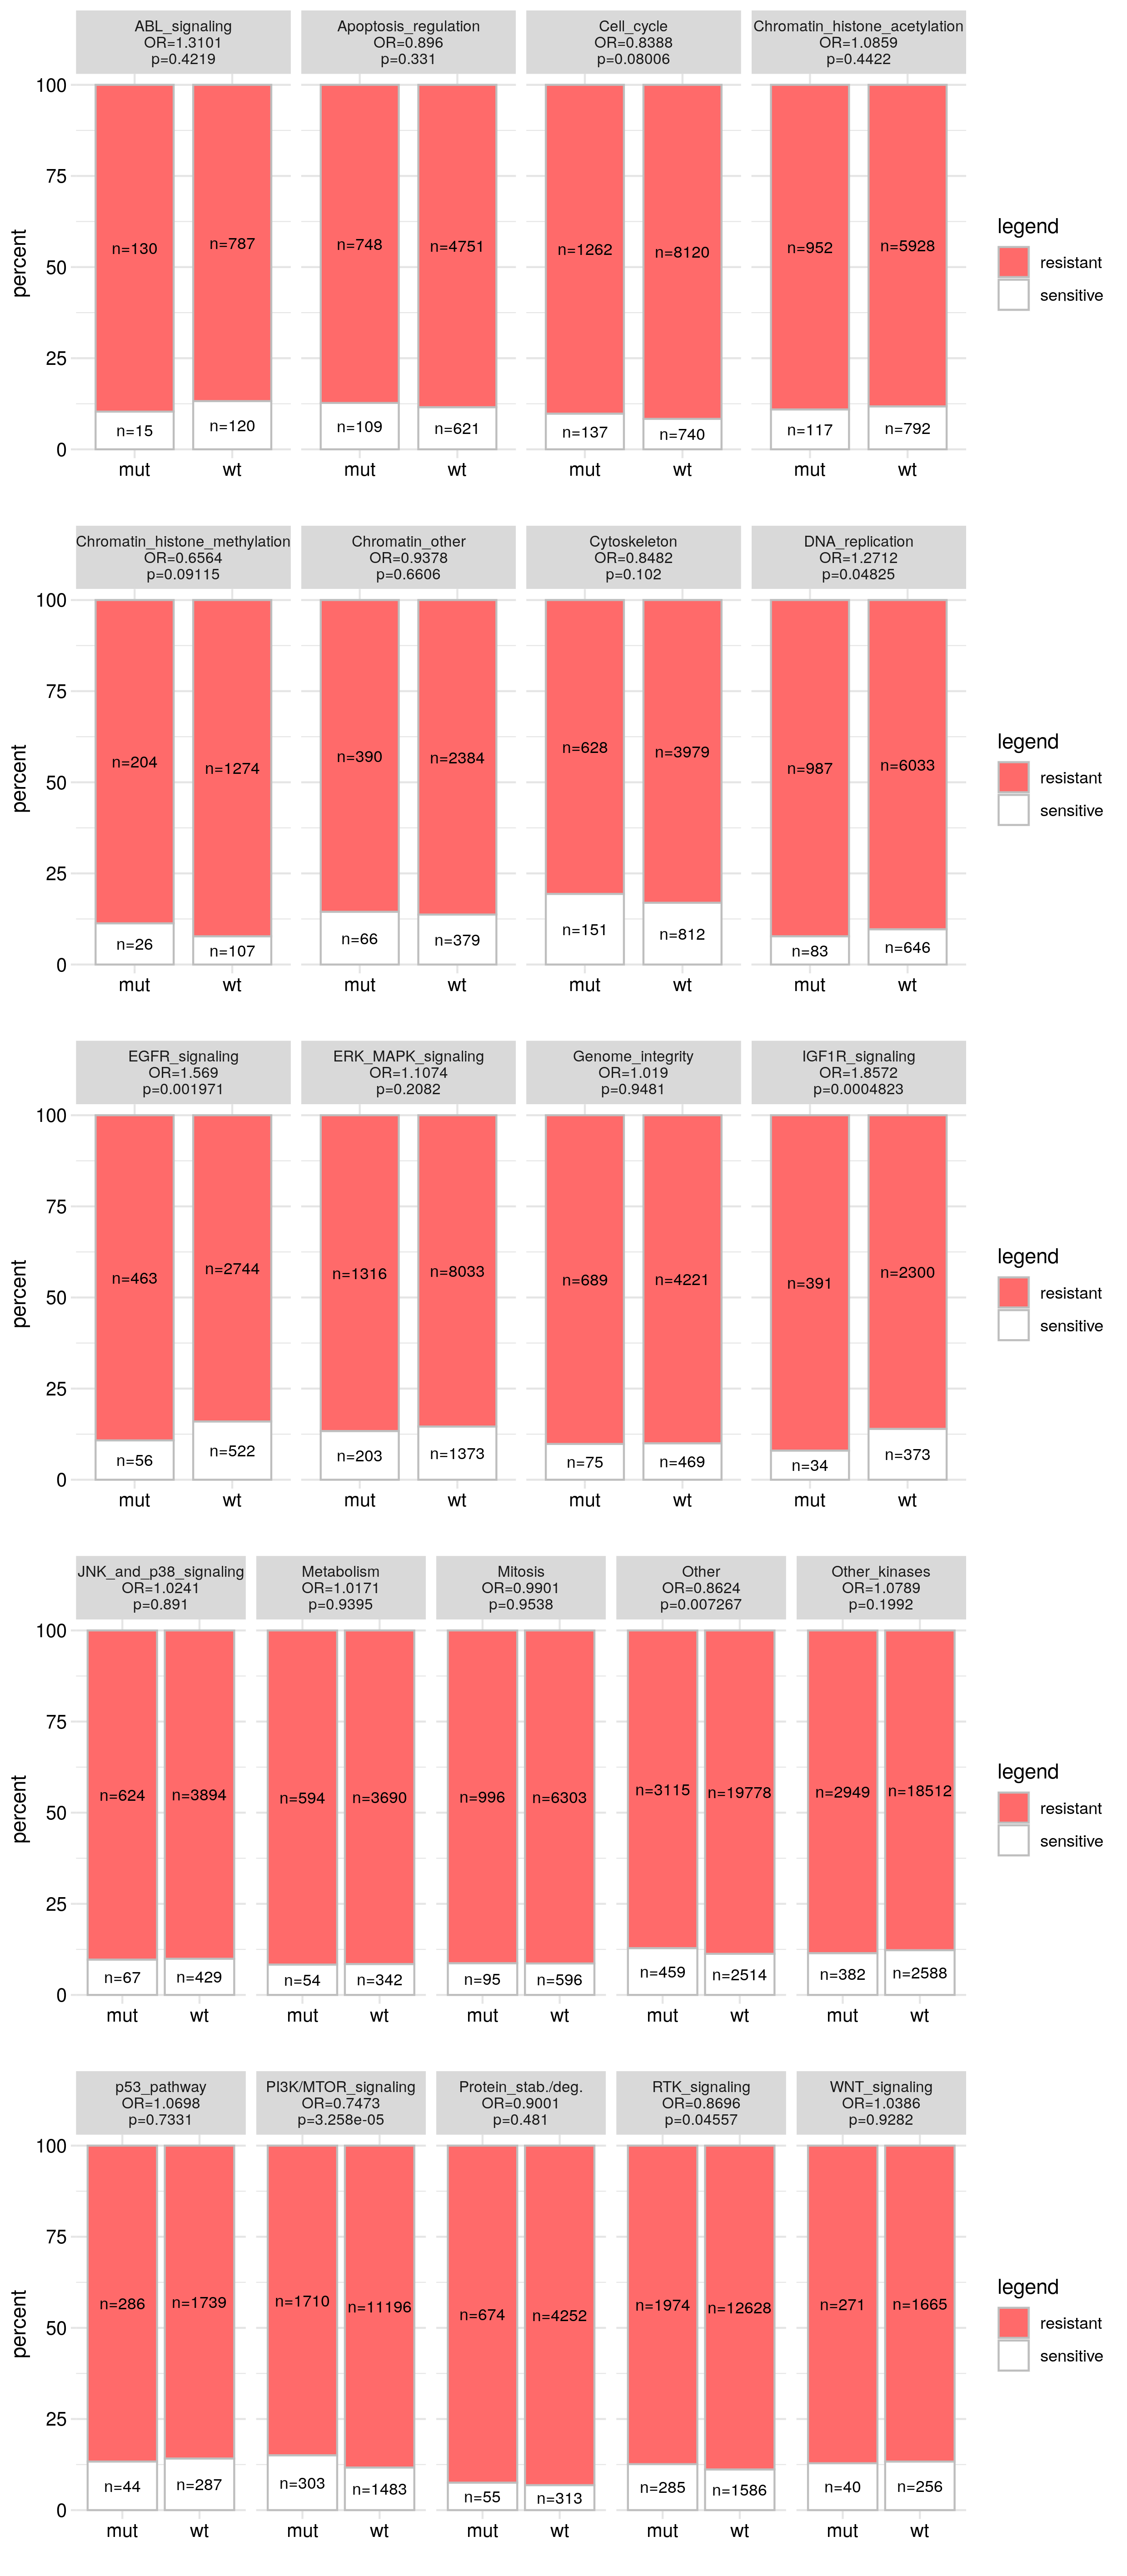 ABL_signaling
OR=1.3101
p=0.4219
Apoptosis_regulation
OR=0.896
p=0.331
Cell_cycle
OR=0.8388
p=0.08006
Chromatin_histone_acetylation
OR=1.0859
p=0.4422
percent
100
75
50
25
0
n=130
n=787
n=748
n=4751
n=1262
n=8120
n=952
n=5928
n=15
n=120
n=109
n=621
n=137
n=740
n=117
n=792
mut
wt
mut
wt
mut
wt
mut
wt
legend
resistant
sensitive
Chromatin_histone_methylation
OR=0.6564
p=0.09115
Chromatin_other
OR=0.9378
p=0.6606
Cytoskeleton
OR=0.8482
p=0.102
DNA_replication
OR=1.2712
p=0.04825
percent
100
75
50
25
0
n=204
n=1274
n=390
n=2384
n=628
n=3979
n=987
n=6033
n=26
n=107
n=66
n=379
n=151
n=812
n=83
n=646
mut
wt
mut
wt
mut
wt
mut
wt
legend
resistant
sensitive
EGFR_signaling
OR=1.569
p=0.001971
ERK_MAPK_signaling
OR=1.1074
p=0.2082
Genome_integrity
OR=1.019
p=0.9481
IGF1R_signaling
OR=1.8572
p=0.0004823
percent
100
75
50
25
0
n=463
n=2744
n=1316
n=8033
n=689
n=4221
n=391
n=2300
n=56
n=522
n=203
n=1373
n=75
n=469
n=34
n=373
mut
wt
mut
wt
mut
wt
mut
wt
legend
resistant
sensitive
JNK_and_p38_signaling
OR=1.0241
p=0.891
Metabolism
OR=1.0171
p=0.9395
Mitosis
OR=0.9901
p=0.9538
Other
OR=0.8624
p=0.007267
Other_kinases
OR=1.0789
p=0.1992
percent
100
75
50
25
0
n=624
n=3894
n=594
n=3690
n=996
n=6303
n=3115
n=19778
n=2949
n=18512
n=67
n=429
n=54
n=342
n=95
n=596
n=459
n=2514
n=382
n=2588
mut
wt
mut
wt
mut
wt
mut
wt
mut
wt
legend
resistant
sensitive
p53_pathway
OR=1.0698
p=0.7331
PI3K/MTOR_signaling
OR=0.7473
p=3.258e-05
Protein_stab./deg.
OR=0.9001
p=0.481
RTK_signaling
OR=0.8696
p=0.04557
WNT_signaling
OR=1.0386
p=0.9282
percent
100
75
50
25
0
n=286
n=1739
n=1710
n=11196
n=674
n=4252
n=1974
n=12628
n=271
n=1665
n=44
n=287
n=303
n=1483
n=55
n=313
n=285
n=1586
n=40
n=256
mut
wt
mut
wt
mut
wt
mut
wt
mut
wt
legend
resistant
sensitive